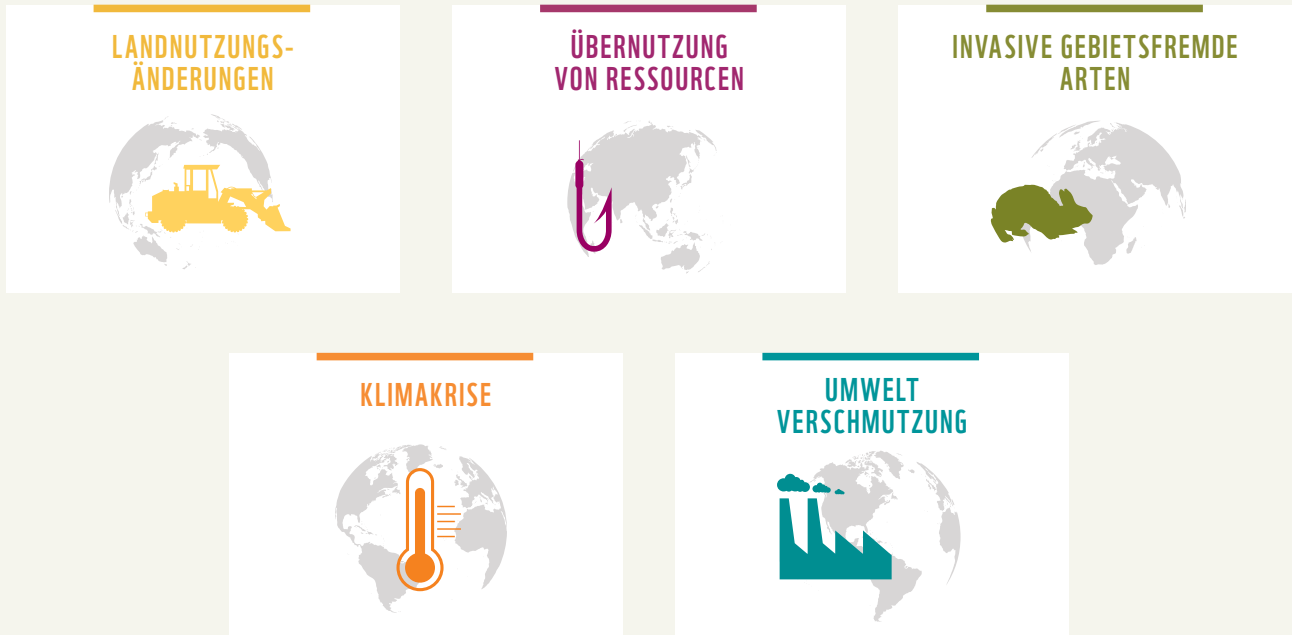 LANDNUTZUNGS-
ÄNDERUNGEN
ÜBERNUTZUNG
VON RESSOURCEN
INVASIVE GEBIETSFREMDE
ARTEN
KLIMAKRISE
UMWELT
VERSCHMUTZUNG